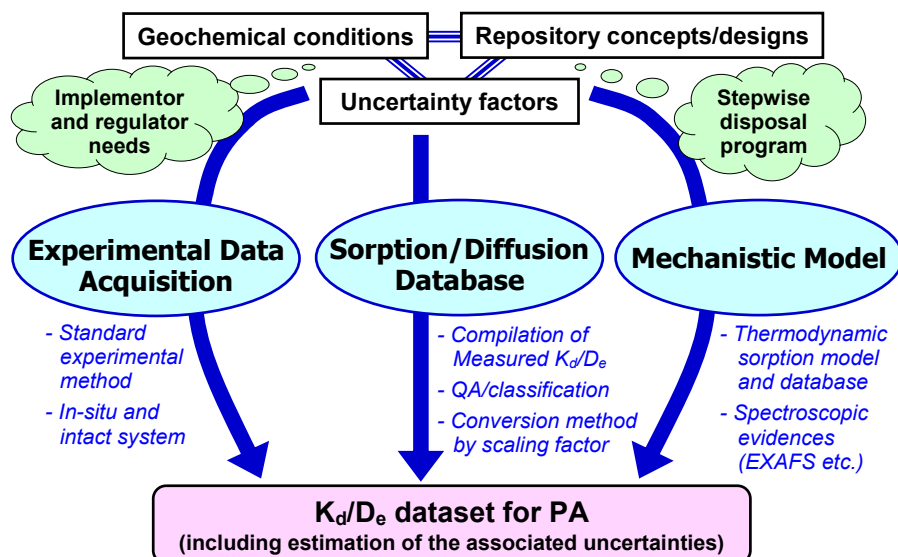 Geochemical conditions
Repository concepts/designs
Uncertainty factors
Implementor
and regulator
needs
Stepwise
disposal
program
Experimental Data
Acquisition
Sorption/Diffusion
Database
Mechanistic Model
- Standard
experimental
method
- In-situ and
intact system
- Compilation of
Measured Kd/De
- QA/classification
- Conversion method
by scaling factor
- Thermodynamic
sorption model
and database
- Spectroscopic
evidences
(EXAFS etc.)
Kd/De dataset for PA
(including estimation of the associated uncertainties)